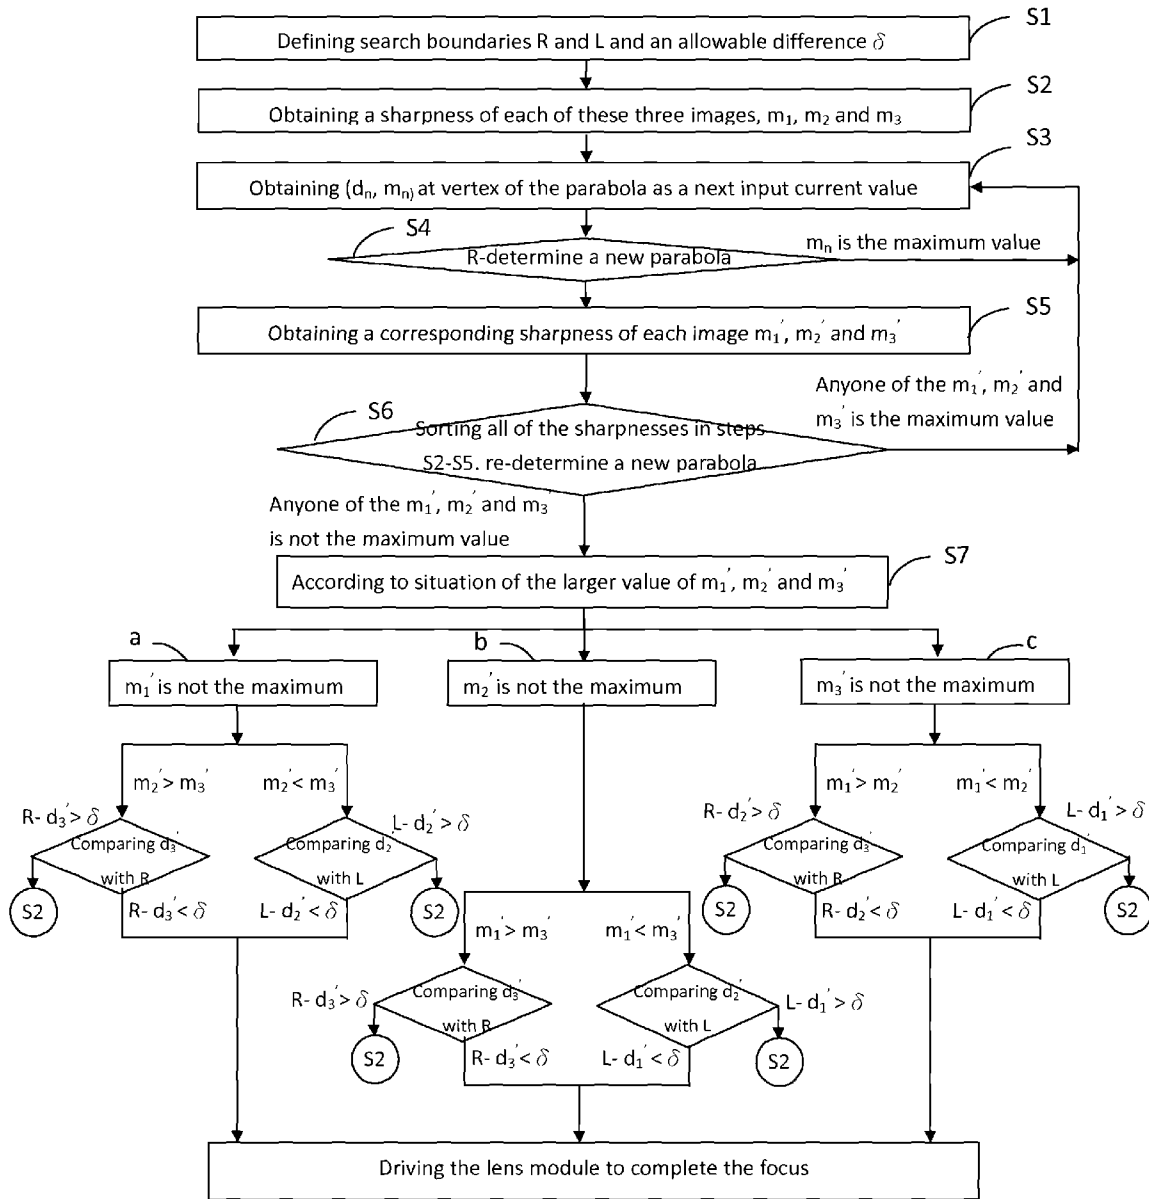 S1
Defining search boundaries R and L and an allowable difference δ
S2
Obtaining a sharpness of each of these three images, m₁, m₂ and m₃
S3
Obtaining (dₙ, mₙ) at vertex of the parabola as a next input current value
S4
R-determine a new parabola
mₙ is the maximum value
S5
Obtaining a corresponding sharpness of each image m₁′, m₂′ and m₃′
Anyone of the m₁′, m₂′ and
m₃′ is the maximum value
S6
Sorting all of the sharpnesses in steps
S2-S5. re-determine a new parabola
Anyone of the m₁′, m₂′ and m₃′
is not the maximum value
S7
According to situation of the larger value of m₁′, m₂′ and m₃′
a
m₁′ is not the maximum
b
m₂′ is not the maximum
c
m₃′ is not the maximum
m₂′> m₃′
m₂′< m₃′
R- d₃′> δ
Comparing d₃′
with R
L- d₂′> δ
Comparing d₂′
with L
S2
R- d₃′< δ
L- d₂′< δ
S2
m₁′> m₃′
m₁′< m₃′
R- d₃′> δ
Comparing d₃′
with R
Comparing d₂′
with L
L- d₁′> δ
S2
R- d₃′< δ
L- d₁′< δ
S2
m₁′> m₂′
m₁′< m₂′
R- d₂′> δ
Comparing d₃′
with R
L- d₁′> δ
Comparing d₁′
with L
S2
R- d₂′< δ
L- d₁′< δ
S2
Driving the lens module to complete the focus